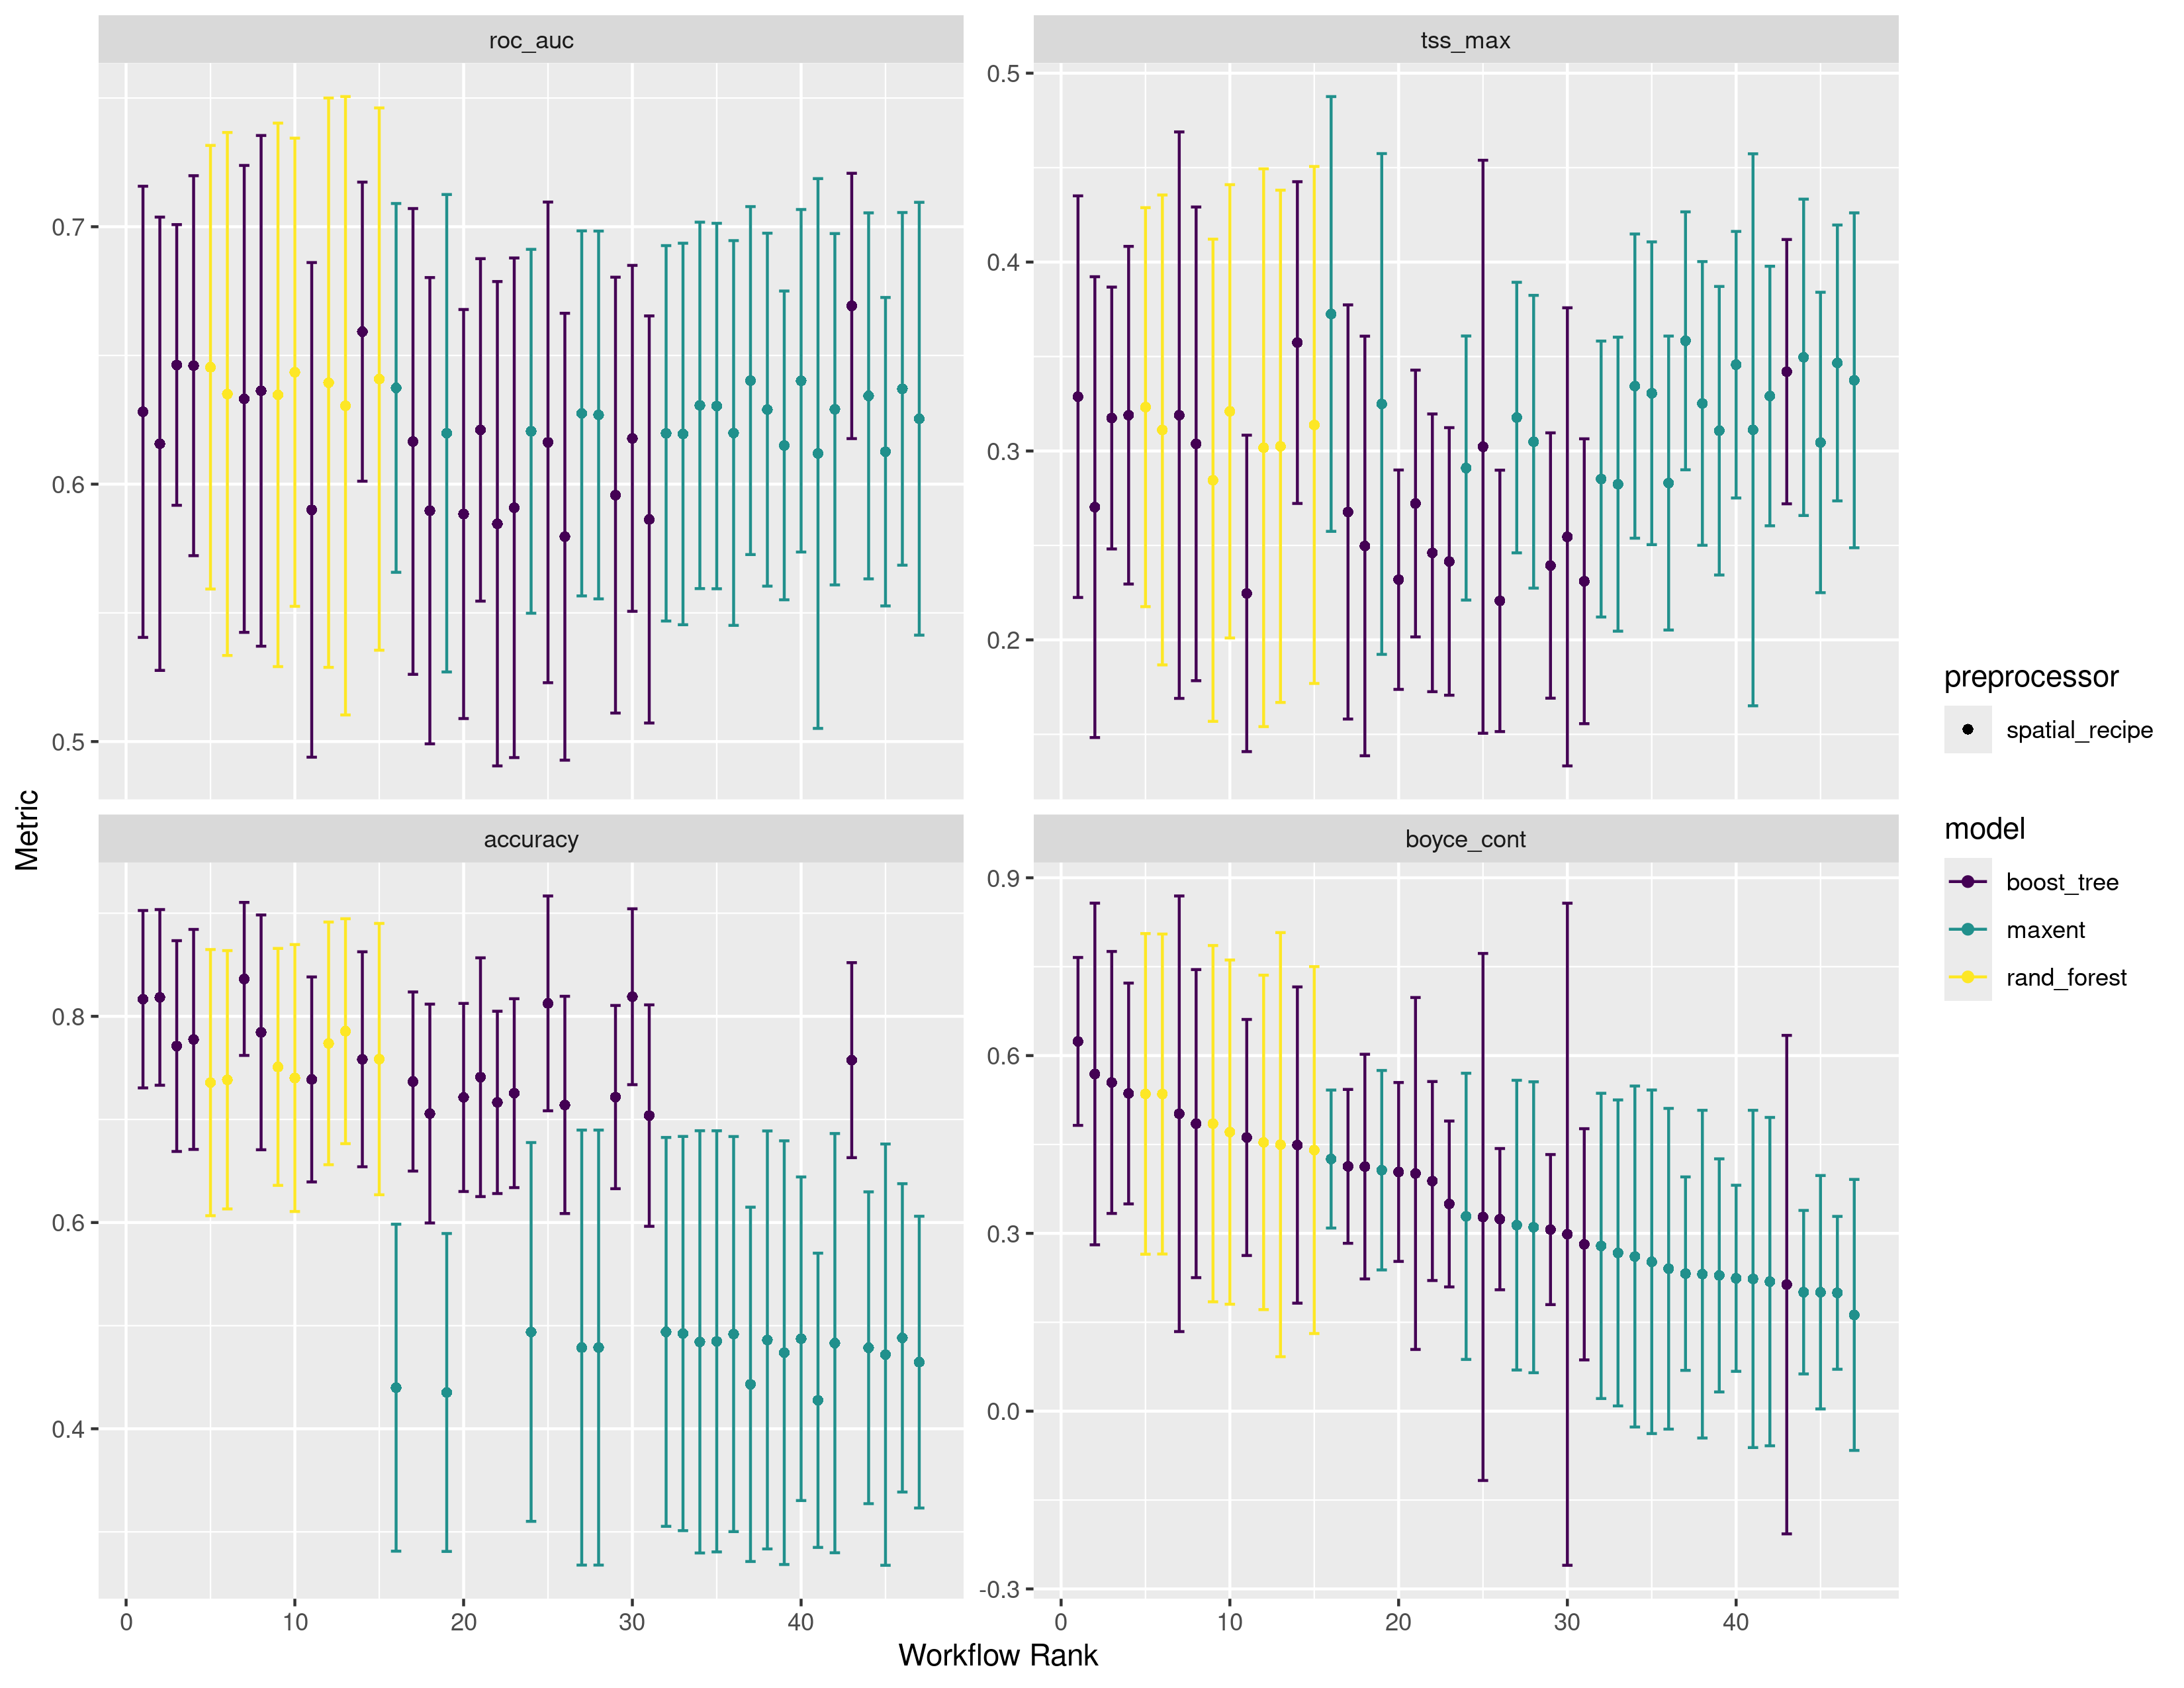 roc_auc
tss_max
0.7
0.6
0.5
0.5
0.4
0.3
0.2
accuracy
boyce_cont
0.8
0.6
0.4
0.9
0.6
0.3
0.0
-0.3
0 10 20 30 40
0 10 20 30 40
Metric
Workflow Rank
preprocessor
spatial_recipe
model
boost_tree
maxent
rand_forest